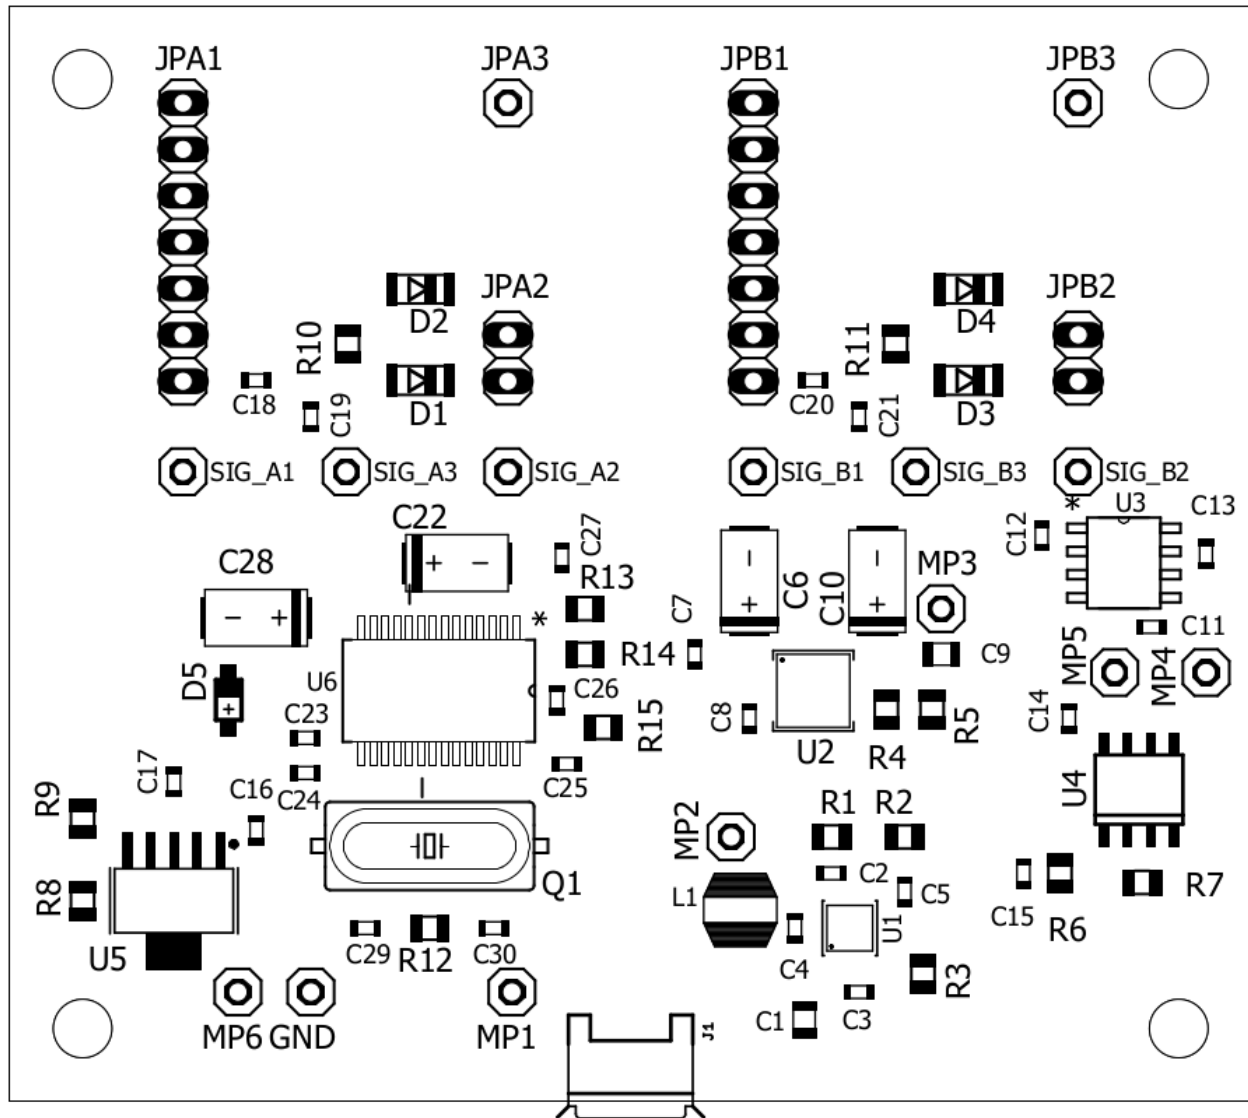 JPA1 JPA3 JPB1 JPB3
JPA2 JPB2
D2 D4
R10 R11
D1 D3
C18 C19 C20 C21
SIG_A1 SIG_A3 SIG_A2 SIG_B1 SIG_B3 SIG_B2
* U3 C13
C22 C27 C12
C28 + - - - MP3
- + R13 C6 C10
* C7 + + C11
R14 C9 MP5 MP4
D5 U6 C26
+ R15 C8 R5 C14
C23 U2 R4
C17 C24 C25 U4
R9 C16 R1 R2
MP2
Q1 C2 R7
R8 L1 C5 C15
U1 R6
U5 C29 R12 C30 C4 R3
C1 C3
MP6 GND MP1 J1